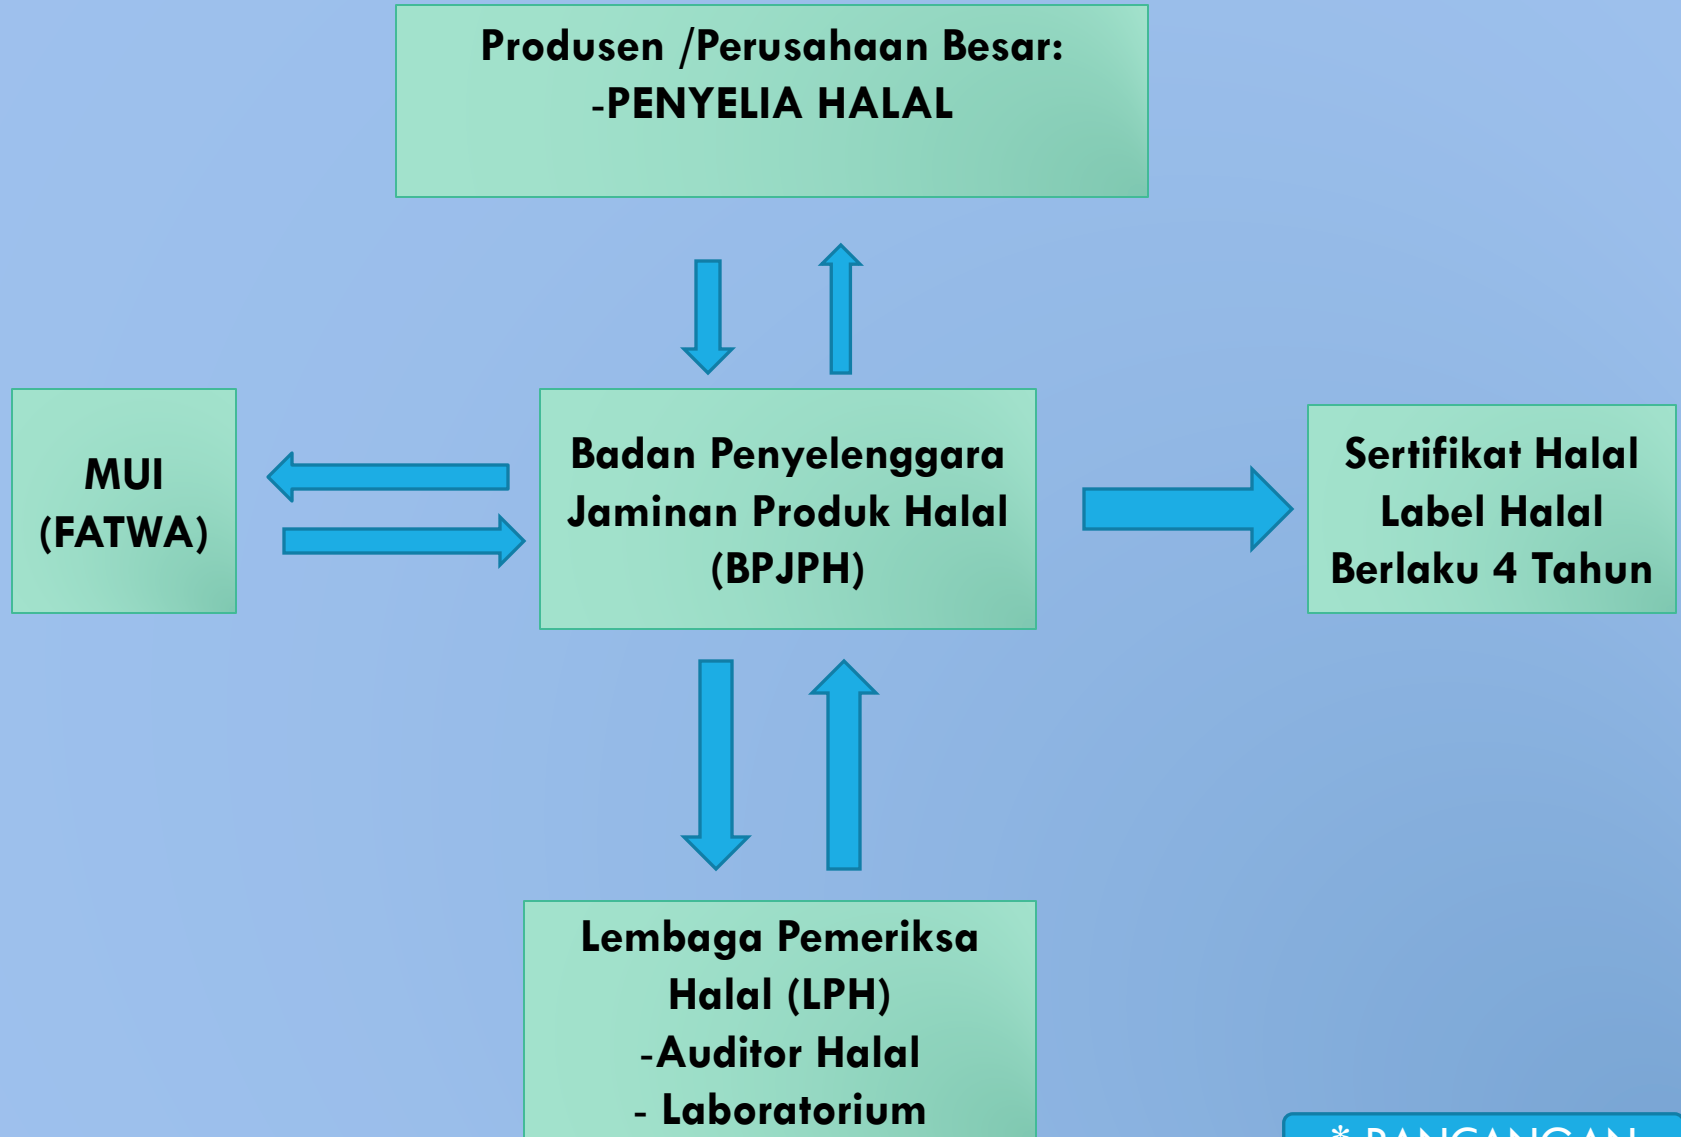 Produsen /Perusahaan Besar:
-PENYELIA HALAL
MUI
(FATWA)
Badan Penyelenggara
Jaminan Produk Halal
(BPJPH)
Sertifikat Halal
Label Halal
Berlaku 4 Tahun
Lembaga Pemeriksa
Halal (LPH)
-Auditor Halal
- Laboratorium
* RANCANGAN